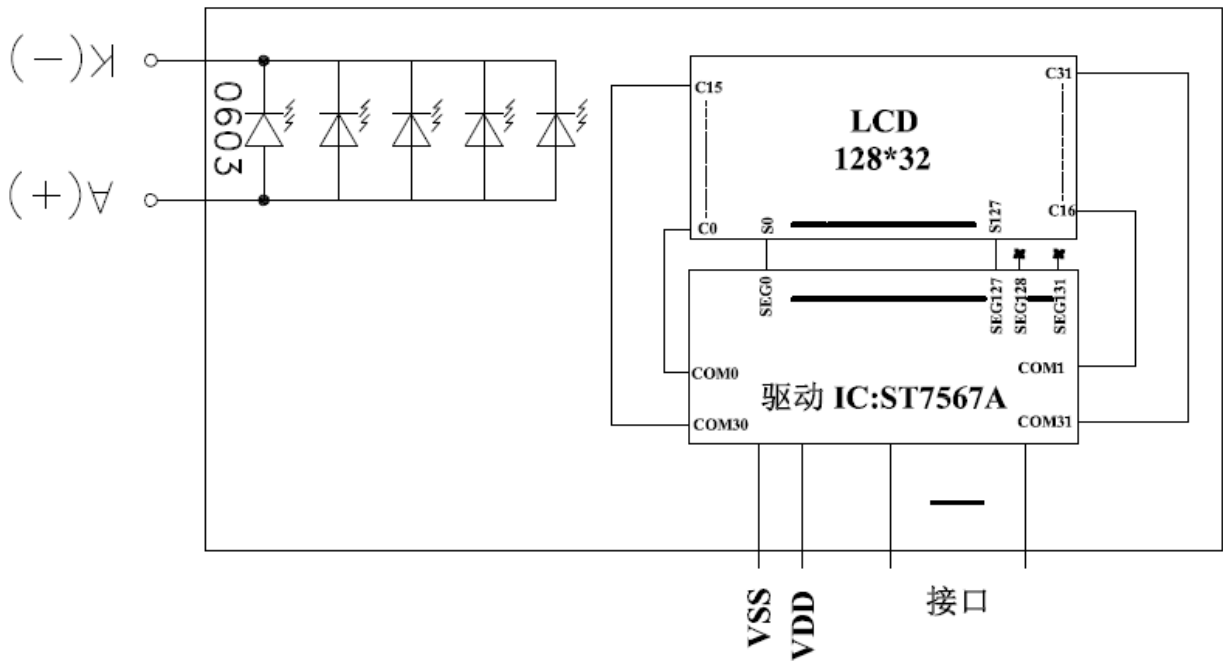 K(-)
A(+)
0603
C15
C31
LCD
128*32
C0
S0
S127
C16
SEG0
SEG127
SEG128
SEG131
COM0
COM1
驱动 IC:ST7567A
COM30
COM31
VSS
VDD
接口